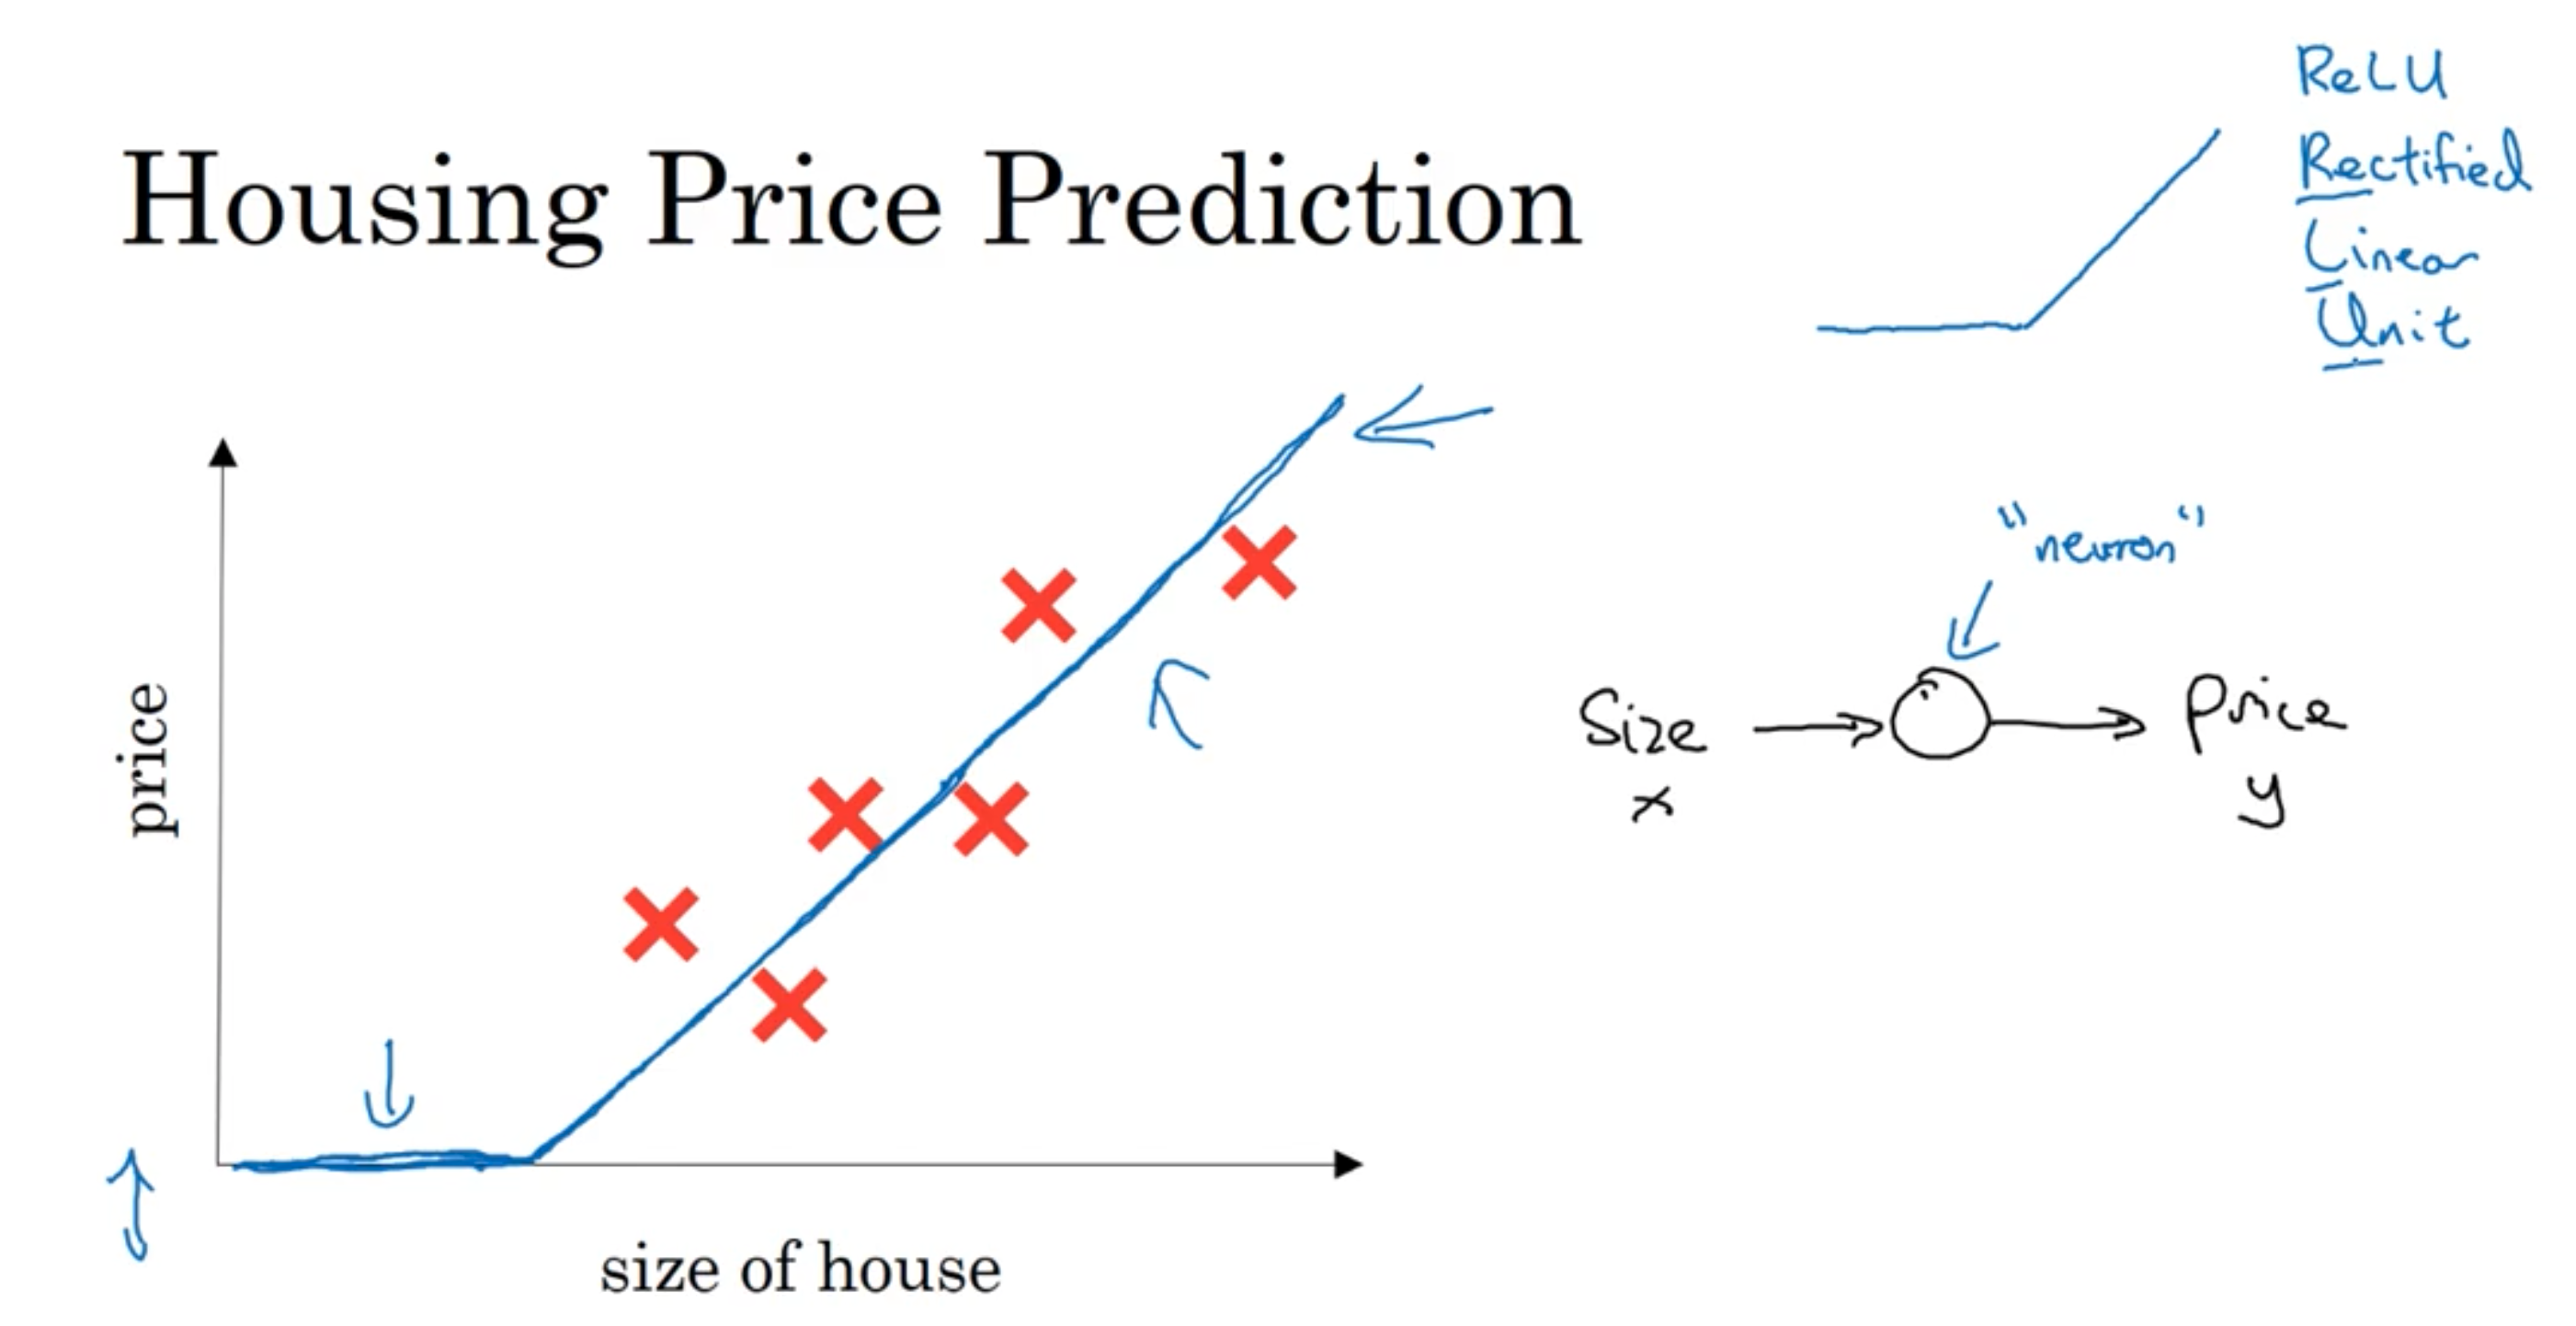 Housing Price Prediction
ReLU
Rectified
Linear
Unit
price
size of house
"neuron"
Size
x
Price
y